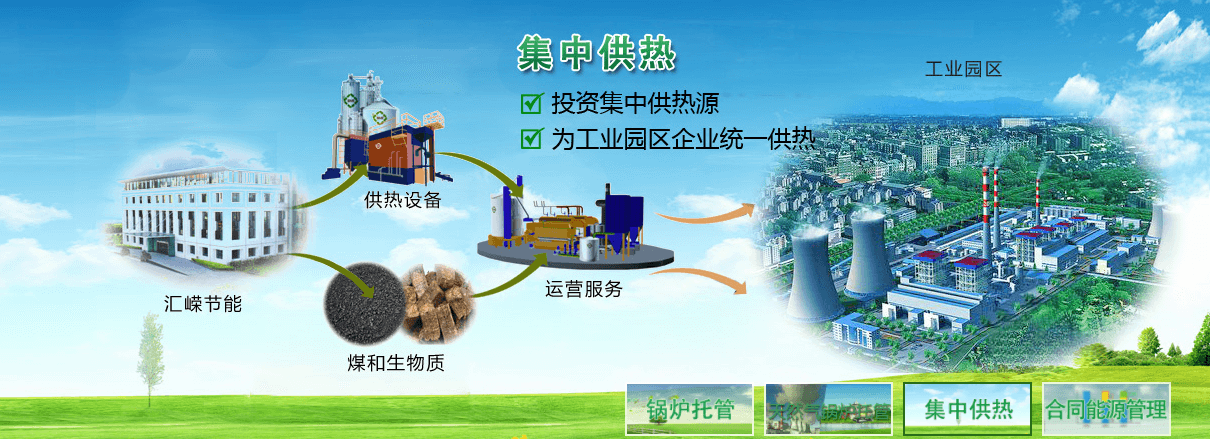 集中供热
投资集中供热源
为工业园区企业统一供热
工业园区
供热设备
汇嵘节能
运营服务
煤和生物质
锅炉托管
天然气锅炉托管
集中供热
合同能源管理